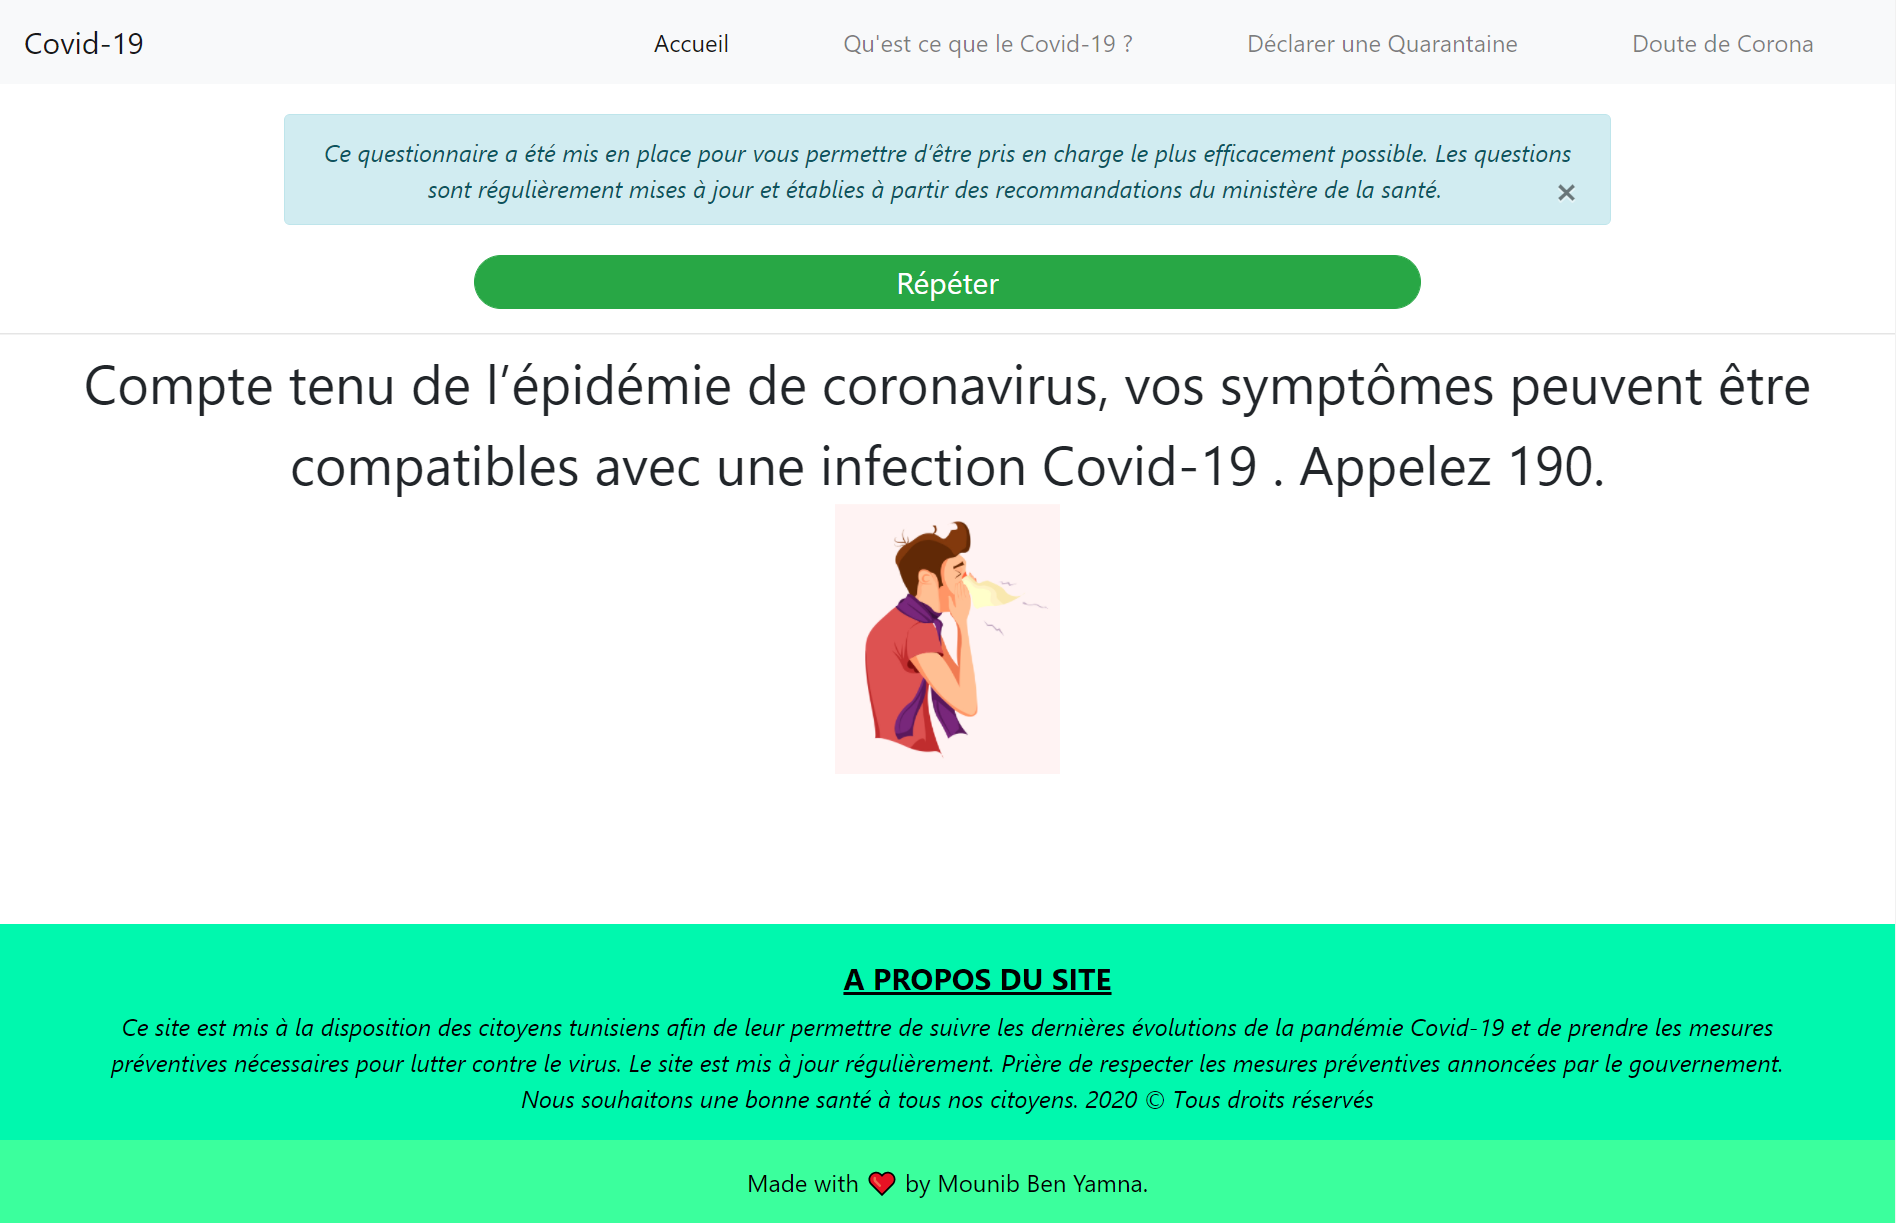 Covid-19
Accueil
Qu'est ce que le Covid-19 ?
Déclarer une Quarantaine
Doute de Corona
Ce questionnaire a été mis en place pour vous permettre d’être pris en charge le plus efficacement possible. Les questions
sont régulièrement mises à jour et établies à partir des recommandations du ministère de la santé.
×
Répéter
Compte tenu de l’épidémie de coronavirus, vos symptômes peuvent être
compatibles avec une infection Covid-19 . Appelez 190.
A PROPOS DU SITE
Ce site est mis à la disposition des citoyens tunisiens afin de leur permettre de suivre les dernières évolutions de la pandémie Covid-19 et de prendre les mesures
préventives nécessaires pour lutter contre le virus. Le site est mis à jour régulièrement. Prière de respecter les mesures préventives annoncées par le gouvernement.
Nous souhaitons une bonne santé à tous nos citoyens. 2020 © Tous droits réservés
Made with ❤ by Mounib Ben Yamna.